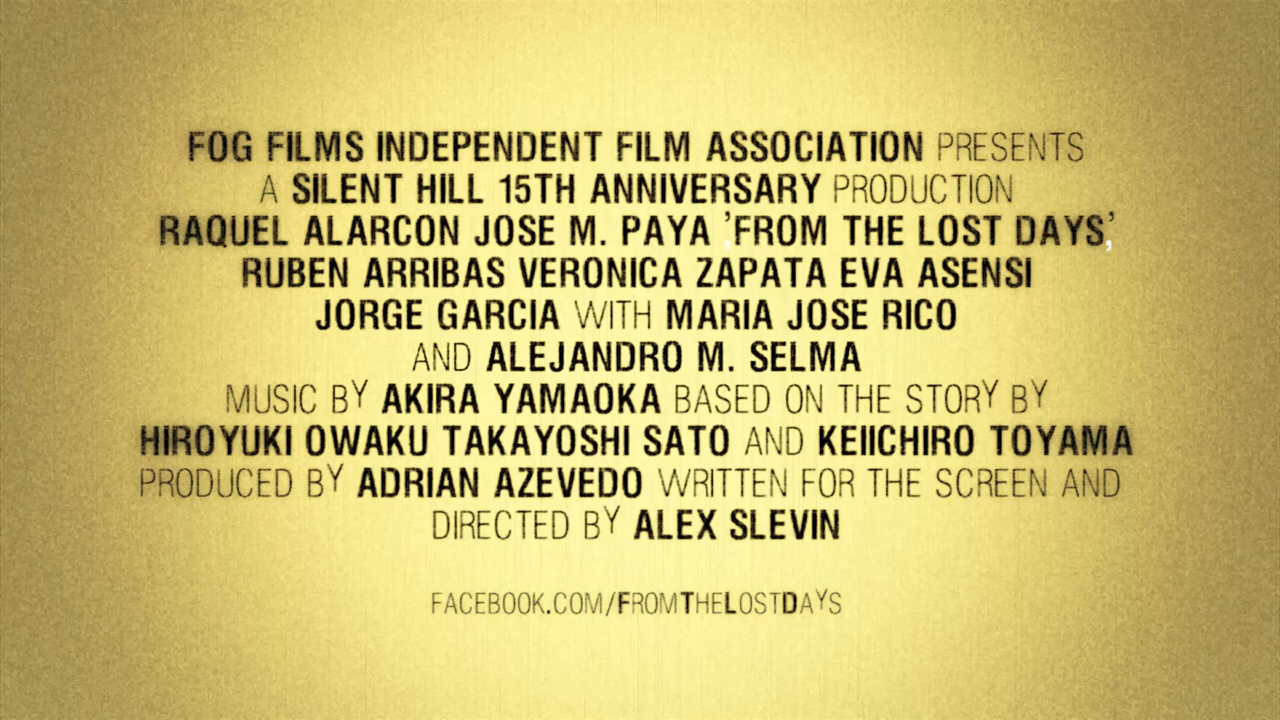 FOG FILMS INDEPENDENT FILM ASSOCIATION PRESENTS
A SILENT HILL 15TH ANNIVERSARY PRODUCTION
RAQUEL ALARCON JOSE M. PAYA 'FROM THE LOST DAYS,'
RUBEN ARRIBAS VERONICA ZAPATA EVA ASENSI
JORGE GARCIA WITH MARIA JOSE RICO
AND ALEJANDRO M. SELMA
MUSIC BY AKIRA YAMAOKA BASED ON THE STORY BY
HIROYUKI OWAKU TAKAYOSHI SATO AND KEIICHIRO TOYAMA
PRODUCED BY ADRIAN AZEVEDO WRITTEN FOR THE SCREEN AND
DIRECTED BY ALEX SLEVIN
FACEBOOK.COM/FROMTHELOSTDAYS